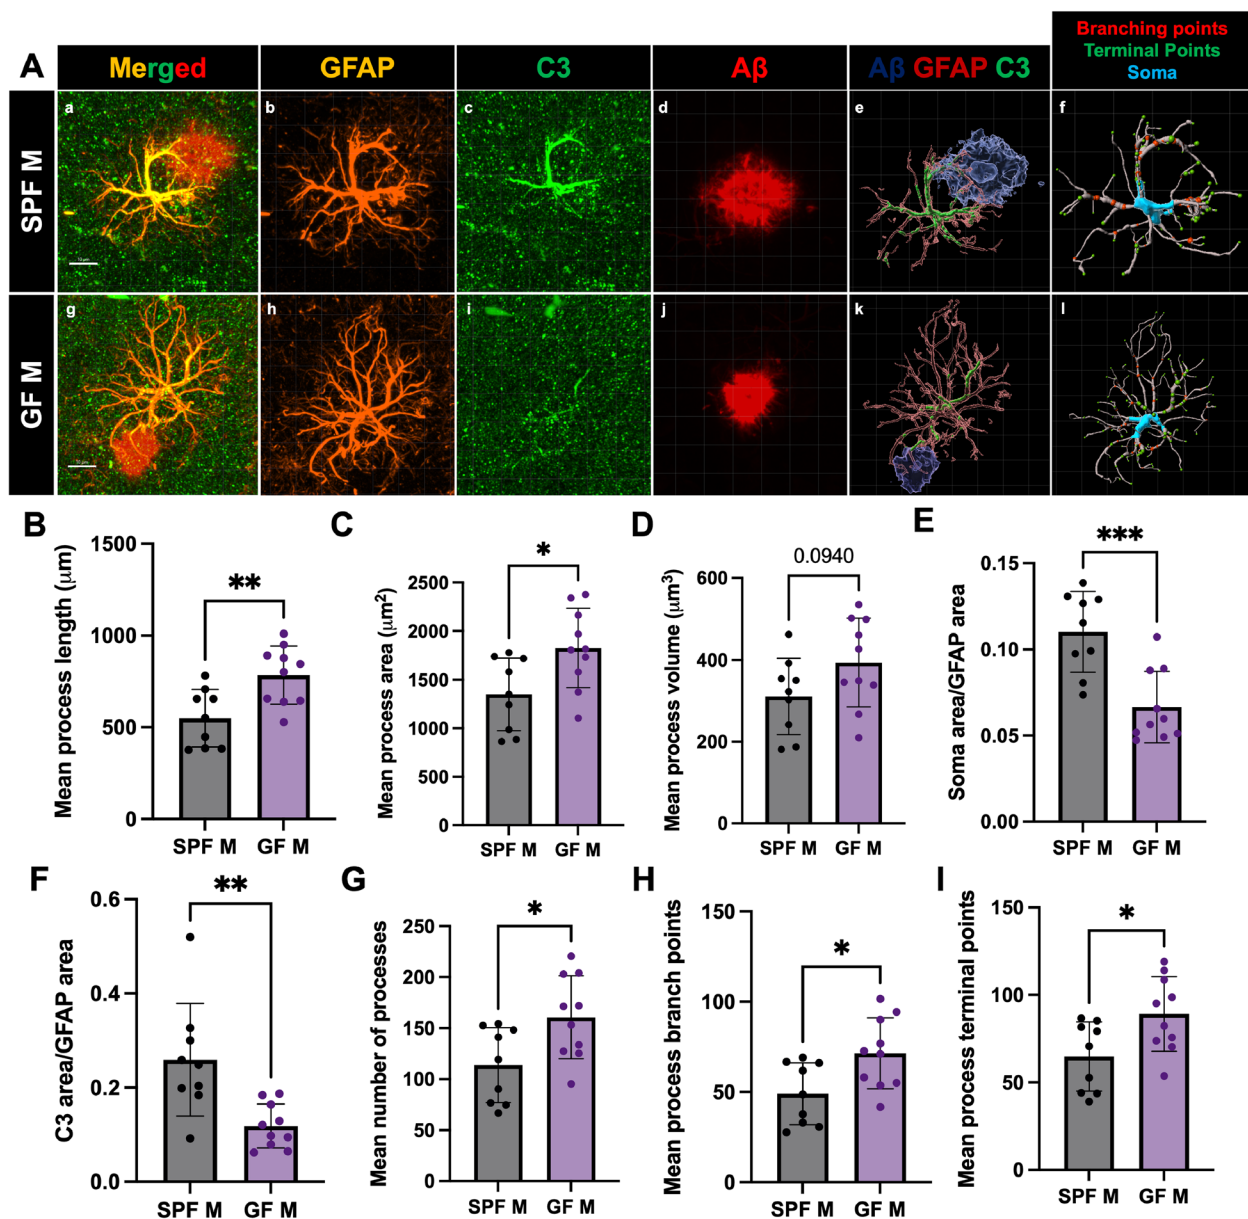 A
Merged
GFAP
C3
Aβ
Aβ GFAP C3
Branching points
Terminal Points
Soma
SPF M
a
b
c
d
e
f
GF M
g
h
i
j
k
l
B
Mean process length (μm)
1500
1000
500
0
**
SPF M
GF M
C
Mean process area (μm²)
2500
2000
1500
1000
500
0
*
SPF M
GF M
D
Mean process volume (μm³)
600
400
200
0
0.0940
SPF M
GF M
E
Soma area/GFAP area
0.15
0.10
0.05
0.00
***
SPF M
GF M
F
C3 area/GFAP area
0.6
0.4
0.2
0.0
**
SPF M
GF M
G
Mean number of processes
250
200
150
100
50
0
*
SPF M
GF M
H
Mean process branch points
150
100
50
0
*
SPF M
GF M
I
Mean process terminal points
150
100
50
0
*
SPF M
GF M